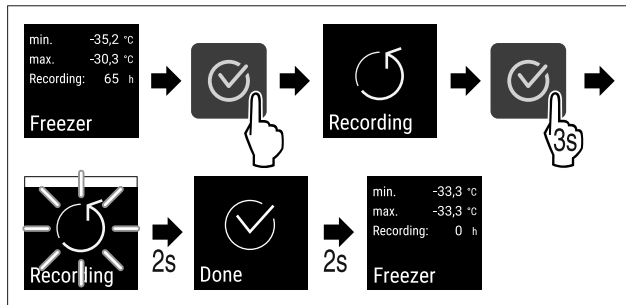 min. -35,2 °C
max. -30,3 °C
Recording: 65 h
Freezer
Recording
3s
Recording
2s
Done
2s
min. -33,3 °C
max. -33,3 °C
Recording: 0 h
Freezer